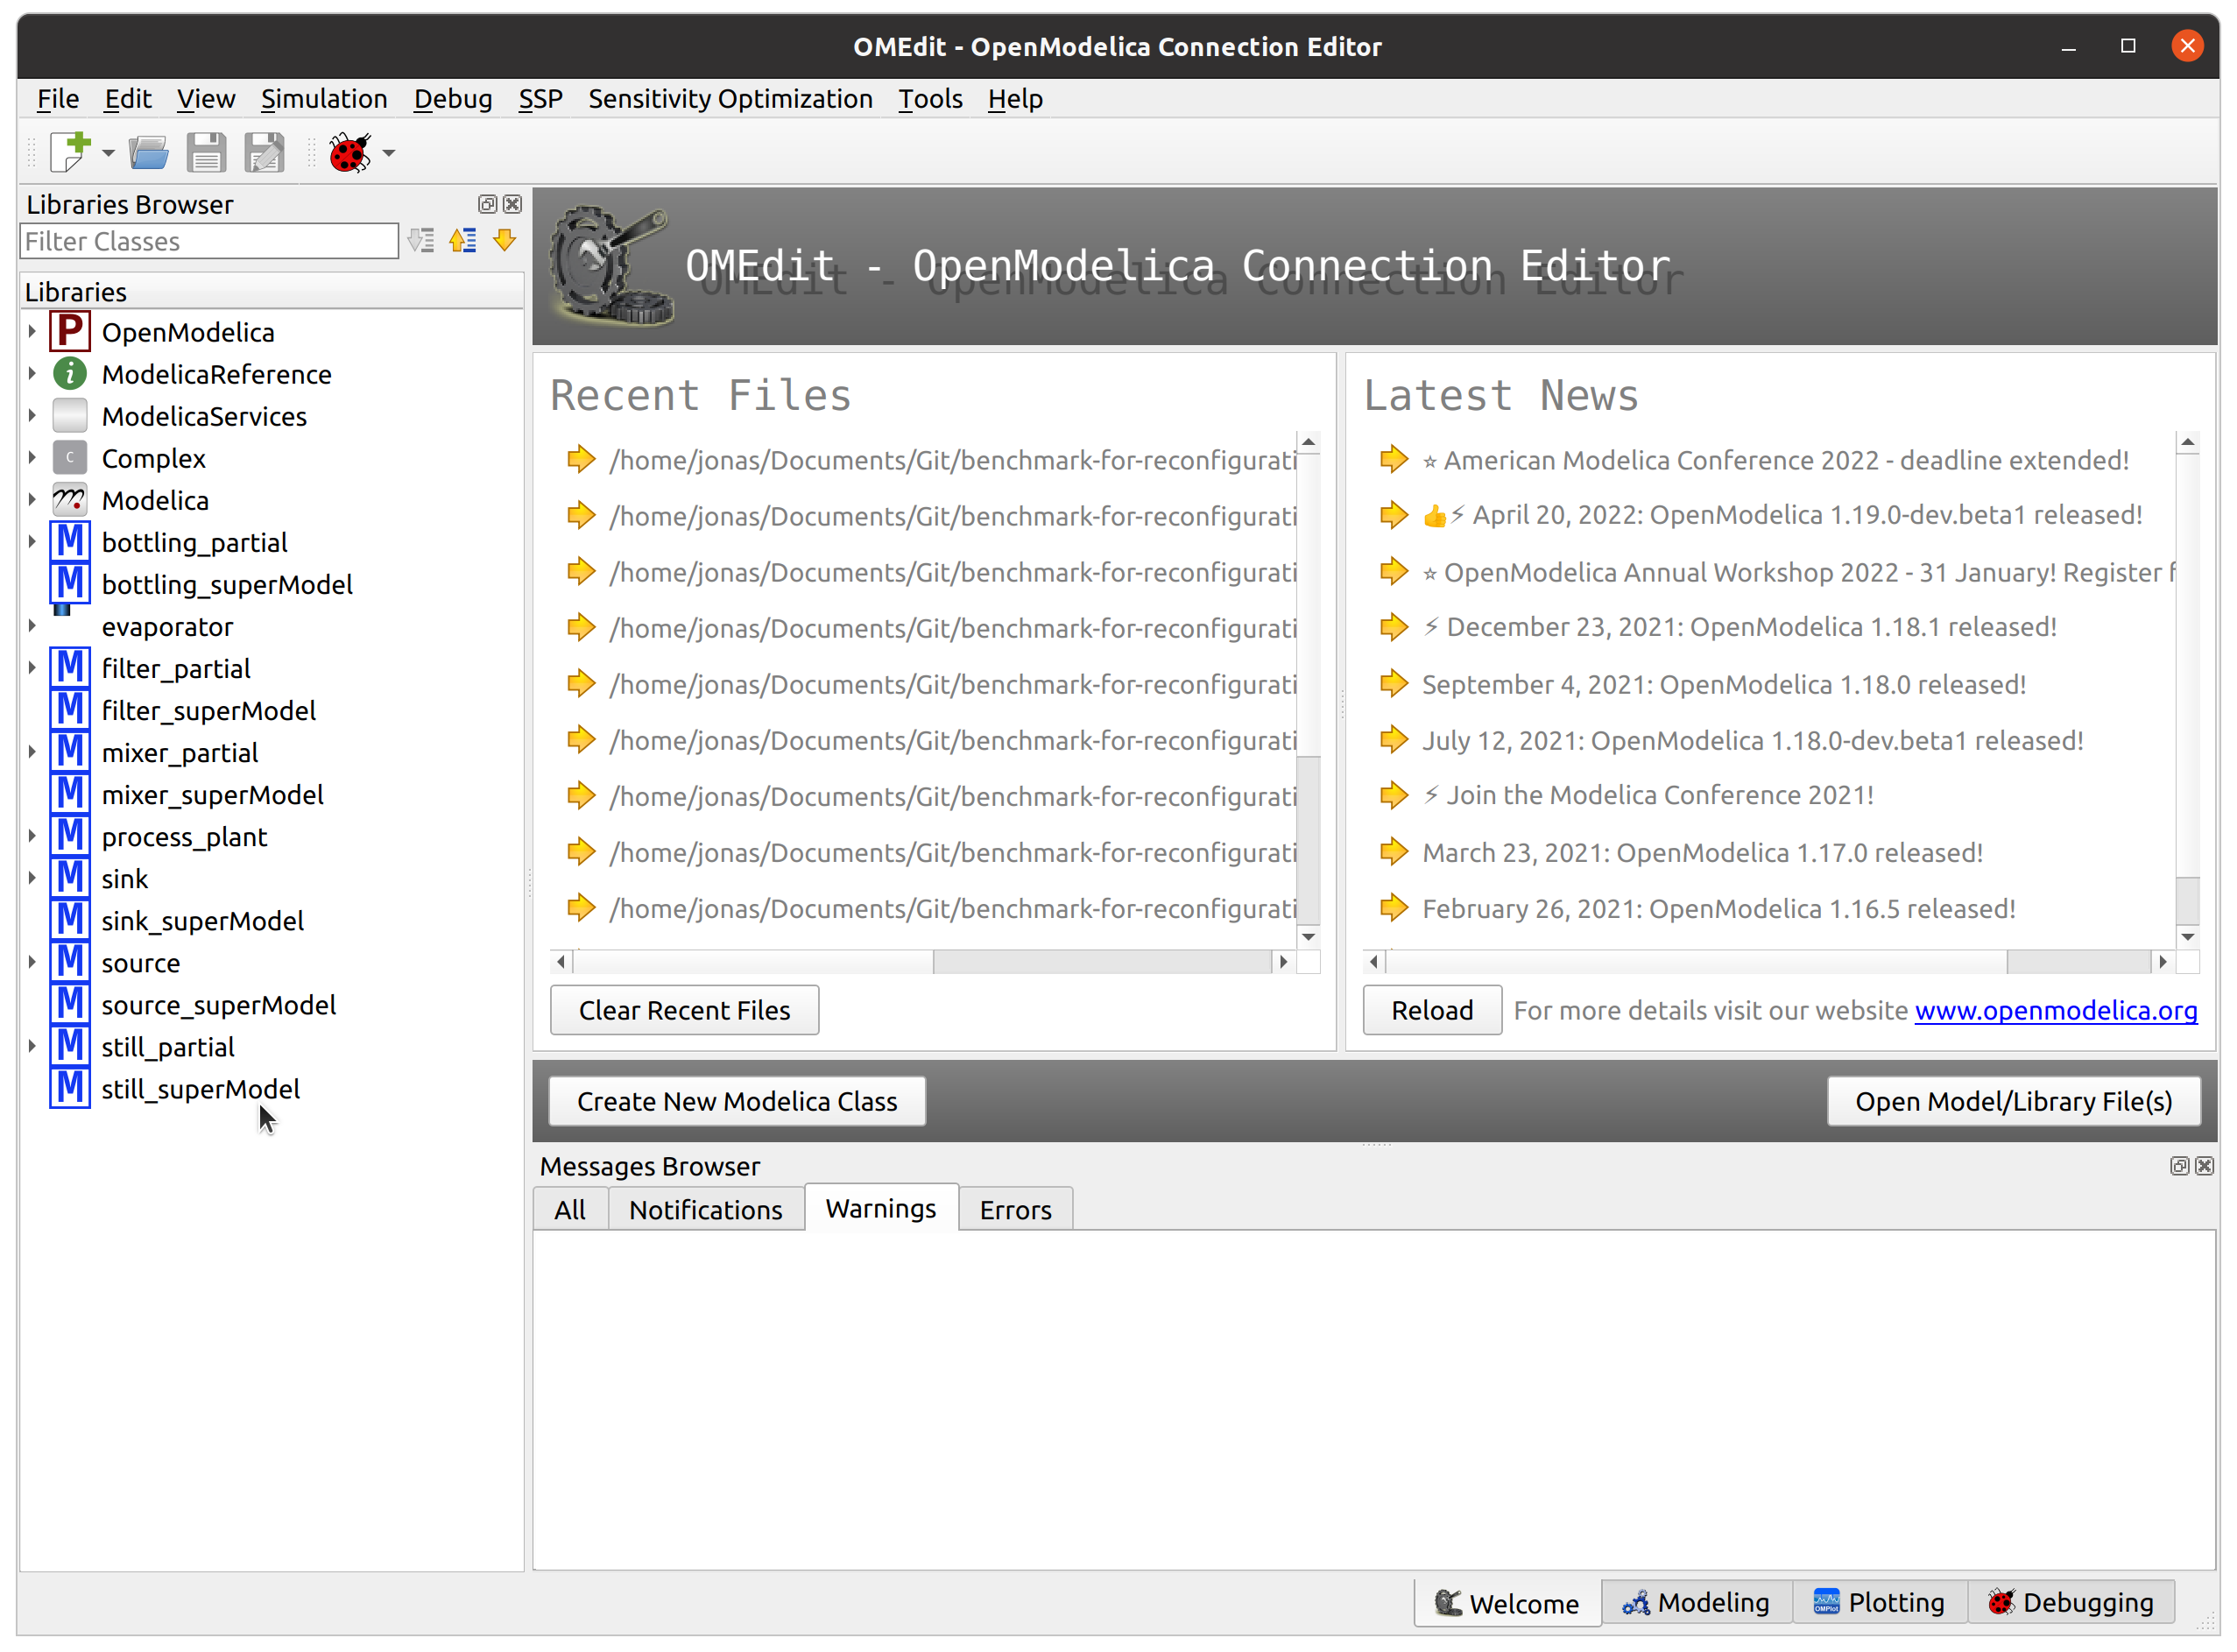 OMEdit - OpenModelica Connection Editor
File Edit View Simulation Debug SSP Sensitivity Optimization Tools Help
Libraries Browser
Filter Classes
Libraries
P OpenModelica
i ModelicaReference
ModelicaServices
C Complex
m Modelica
M bottling_partial
M bottling_superModel
evaporator
M filter_partial
M filter_superModel
M mixer_partial
M mixer_superModel
M process_plant
M sink
M sink_superModel
M source
M source_superModel
M still_partial
M still_superModel
OMEdit - OpenModelica Connection Editor
Recent Files
/home/jonas/Documents/Git/benchmark-for-reconfigurati
/home/jonas/Documents/Git/benchmark-for-reconfigurati
/home/jonas/Documents/Git/benchmark-for-reconfigurati
/home/jonas/Documents/Git/benchmark-for-reconfigurati
/home/jonas/Documents/Git/benchmark-for-reconfigurati
/home/jonas/Documents/Git/benchmark-for-reconfigurati
/home/jonas/Documents/Git/benchmark-for-reconfigurati
/home/jonas/Documents/Git/benchmark-for-reconfigurati
/home/jonas/Documents/Git/benchmark-for-reconfigurati
Clear Recent Files
Latest News
⭐ American Modelica Conference 2022 - deadline extended!
👍⚡ April 20, 2022: OpenModelica 1.19.0-dev.beta1 released!
⭐ OpenModelica Annual Workshop 2022 - 31 January! Register f
⚡ December 23, 2021: OpenModelica 1.18.1 released!
September 4, 2021: OpenModelica 1.18.0 released!
July 12, 2021: OpenModelica 1.18.0-dev.beta1 released!
⚡ Join the Modelica Conference 2021!
March 23, 2021: OpenModelica 1.17.0 released!
February 26, 2021: OpenModelica 1.16.5 released!
Reload For more details visit our website www.openmodelica.org
Create New Modelica Class
Open Model/Library File(s)
Messages Browser
All Notifications Warnings Errors
Welcome Modeling OMPlot Plotting Debugging